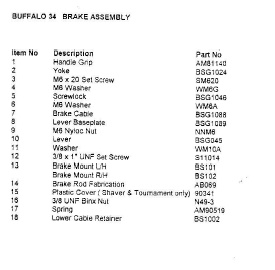 BUFFALO 34 BRAKE ASSEMBLY
Item No Description Part No
1 Handle Grip AM81140
2 Yoke BSG1024
3 M6 x 20 Set Screw SM620
4 M6 Washer WM6G
5 Screwlock BSG1046
6 M6 Washer WM6A
7 Brake Cable BSG1088
8 Lever Baseplate BSG1089
9 M6 Nyloc Nut NNM6
10 Lever BSG045
11 Washer WM10A
12 3/8 x 1" UNF Set Screw S11014
13 Brake Mount L/H BS101
Brake Mount R/H BS102
14 Brake Rod Fabrication AB069
15 Plastic Cover ( Shaver & Tournament only) 90341
16 3/8 UNF Binx Nut N49-3
17 Spring AM90519
18 Lower Cable Retainer BS1002